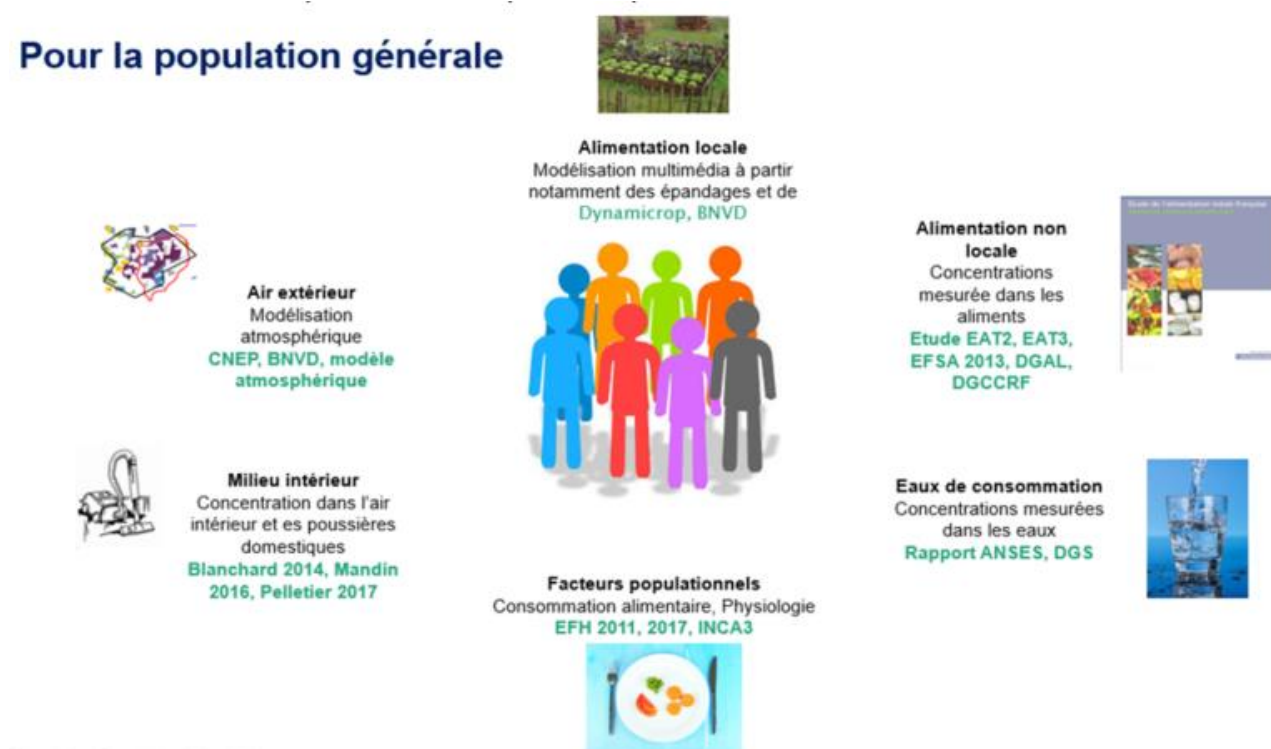 Pour la population générale
Alimentation locale
Modélisation multimédia à partir
notamment des épandages et de
Dynamicrop, BNVD
Air extérieur
Modélisation
atmosphérique
CNEP, BNVD, modèle
atmosphérique
Alimentation non
locale
Concentrations
mesurée dans les
aliments
Etude EAT2, EAT3,
EFSA 2013, DGAL,
DGCCRF
Milieu intérieur
Concentration dans l'air
intérieur et es poussières
domestiques
Blanchard 2014, Mandin
2016, Pelletier 2017
Eaux de consommation
Concentrations mesurées
dans les eaux
Rapport ANSES, DGS
Facteurs populationnels
Consommation alimentaire, Physiologie
EFH 2011, 2017, INCA3